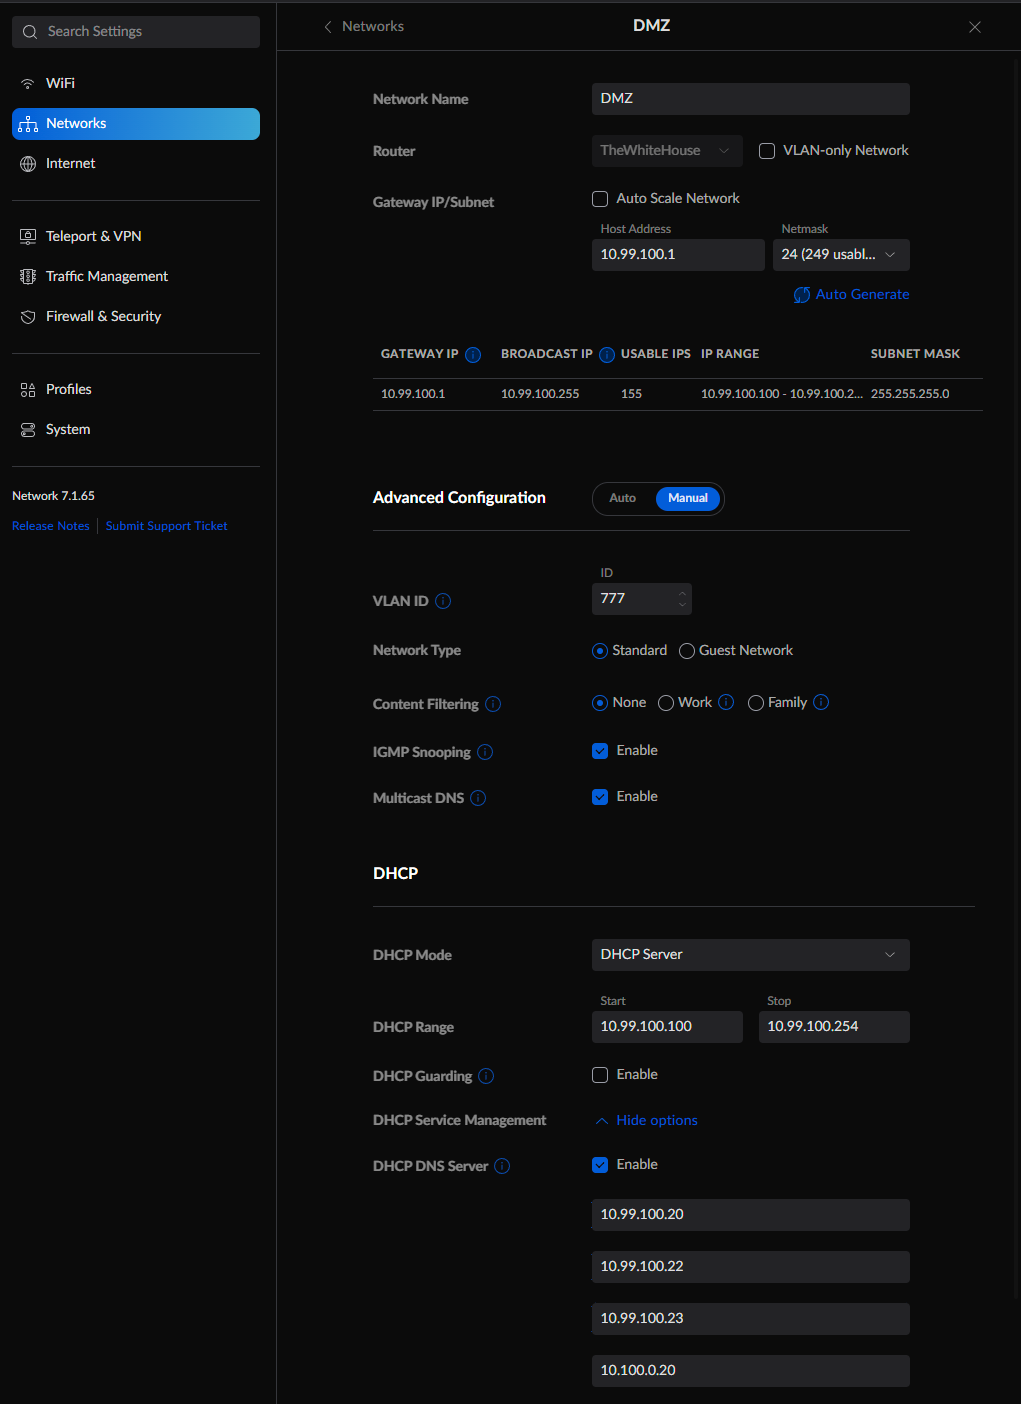 Search Settings
WiFi
Networks
Internet
Teleport & VPN
Traffic Management
Firewall & Security
Profiles
System
Network 7.1.65
Release Notes | Submit Support Ticket
Networks
DMZ
Network Name
DMZ
Router
TheWhiteHouse
VLAN-only Network
Gateway IP/Subnet
Auto Scale Network
Host Address
Netmask
10.99.100.1
24 (249 usabl...
Auto Generate
GATEWAY IP BROADCAST IP USABLE IPS IP RANGE SUBNET MASK
10.99.100.1 10.99.100.255 155 10.99.100.100 - 10.99.100.2... 255.255.255.0
Advanced Configuration
Auto
Manual
ID
VLAN ID
777
Network Type
Standard
Guest Network
Content Filtering
None
Work
Family
IGMP Snooping
Enable
Multicast DNS
Enable
DHCP
DHCP Mode
DHCP Server
Start
Stop
DHCP Range
10.99.100.100
10.99.100.254
DHCP Guarding
Enable
DHCP Service Management
Hide options
DHCP DNS Server
Enable
10.99.100.20
10.99.100.22
10.99.100.23
10.100.0.20